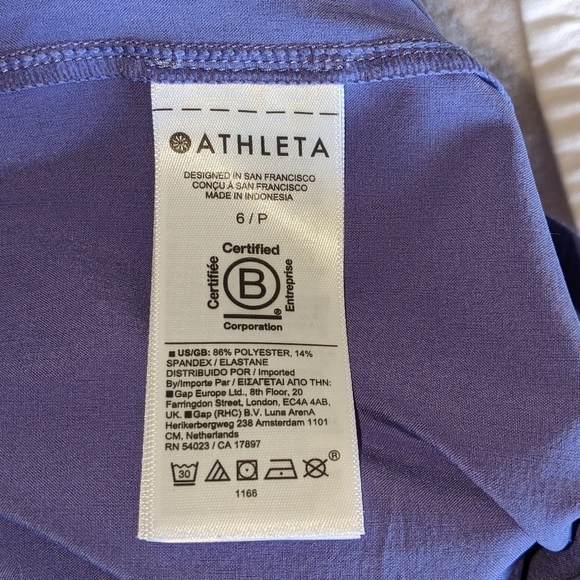 ATHLETA
DESIGNED IN SAN FRANCISCO
CONÇU À SAN FRANCISCO
MADE IN INDONESIA
6 / P
Certified
Certifiée
B
Entreprise
®
Corporation
US/GB: 86% POLYESTER, 14%
SPANDEX / ELASTANE
DISTRIBUIDO POR / Imported
By/Importe Par / ΕΙΣΑΓΕΤΑΙ ΑΠΟ ΤΗΝ:
Gap Europe Ltd., 8th Floor, 20
Farringdon Street, London, EC4A 4AB,
UK. Gap (RHC) B.V. Luna ArenA
Herikerbergweg 238 Amsterdam 1101
CM, Netherlands
RN 54023 / CA 17897
30
®
1166